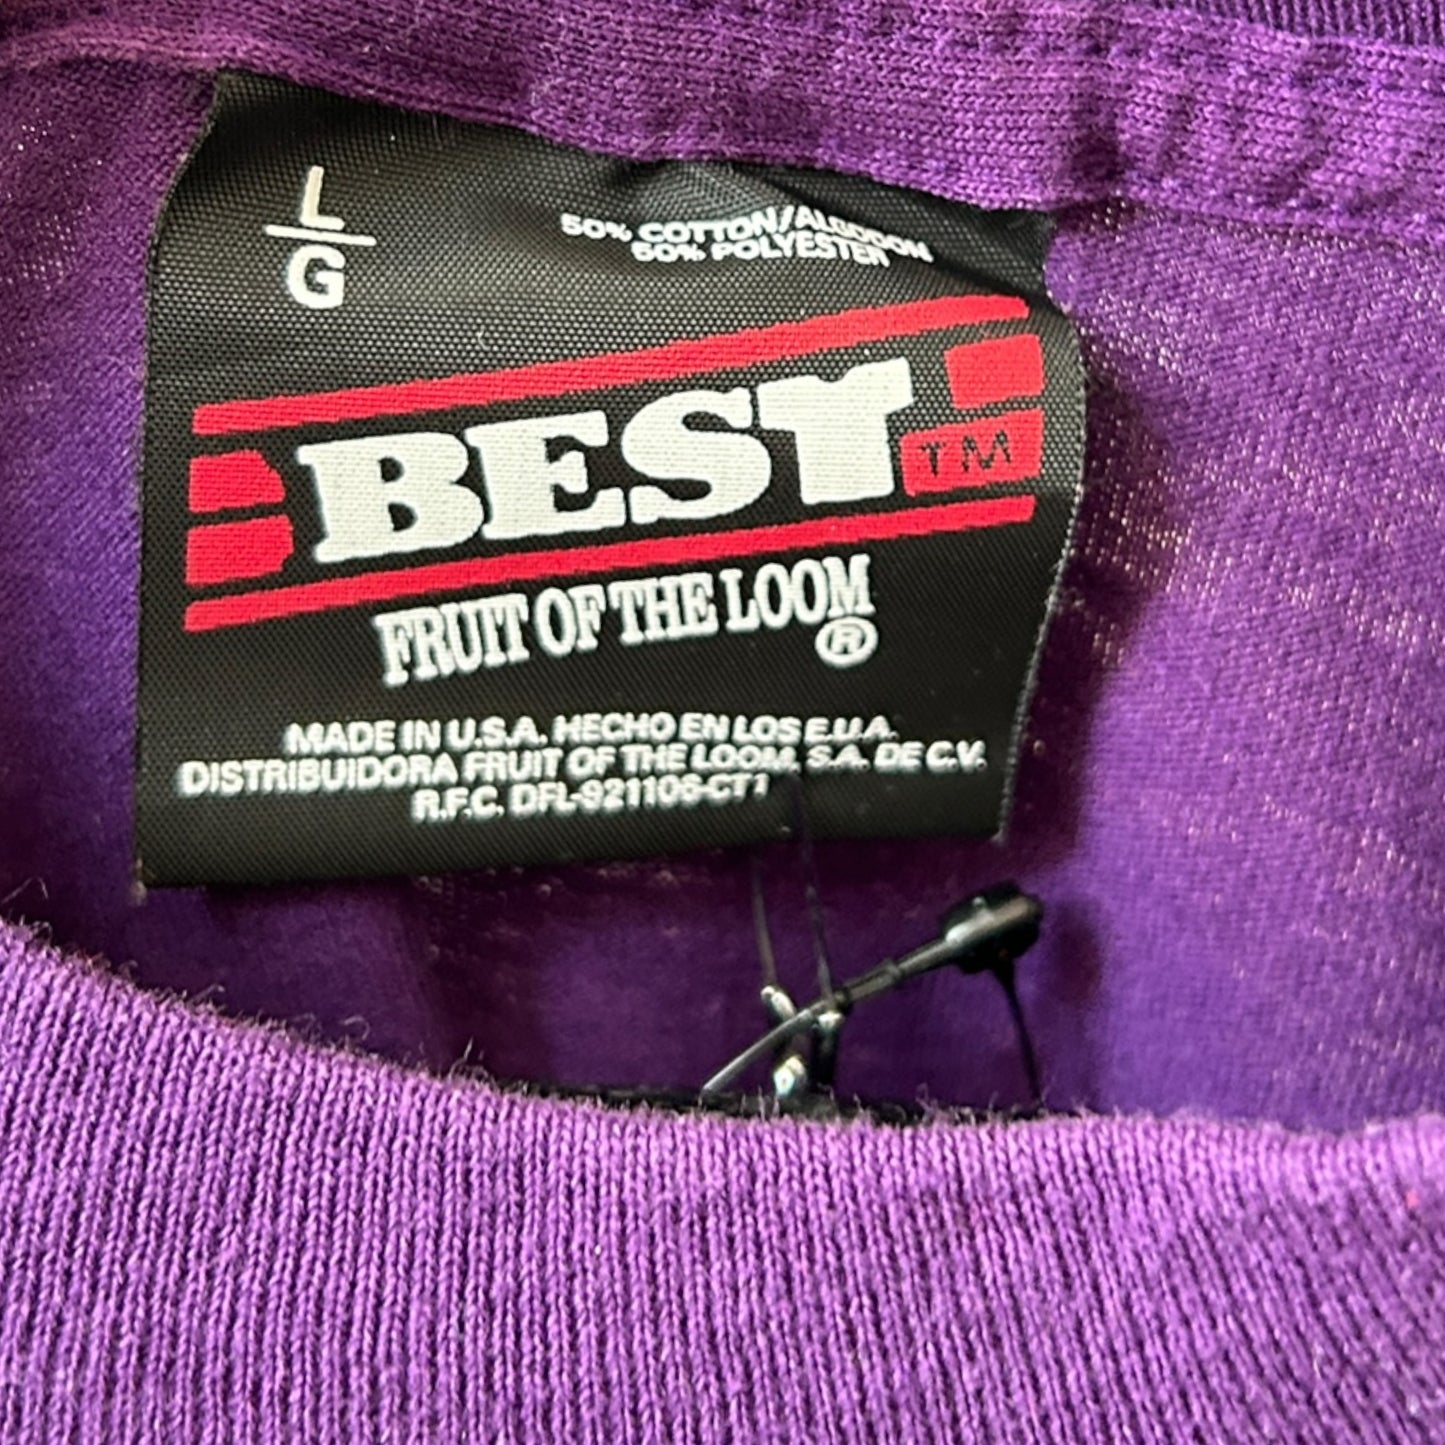 L
G
50% COTTON/ALGODON
50% POLYESTER
BEST TM
FRUIT OF THE LOOM
®
MADE IN U.S.A. HECHO EN LOS E.U.A.
DISTRIBUIDORA FRUIT OF THE LOOM, S.A. DE C.V.
R.F.C. DFL-921106-CT1